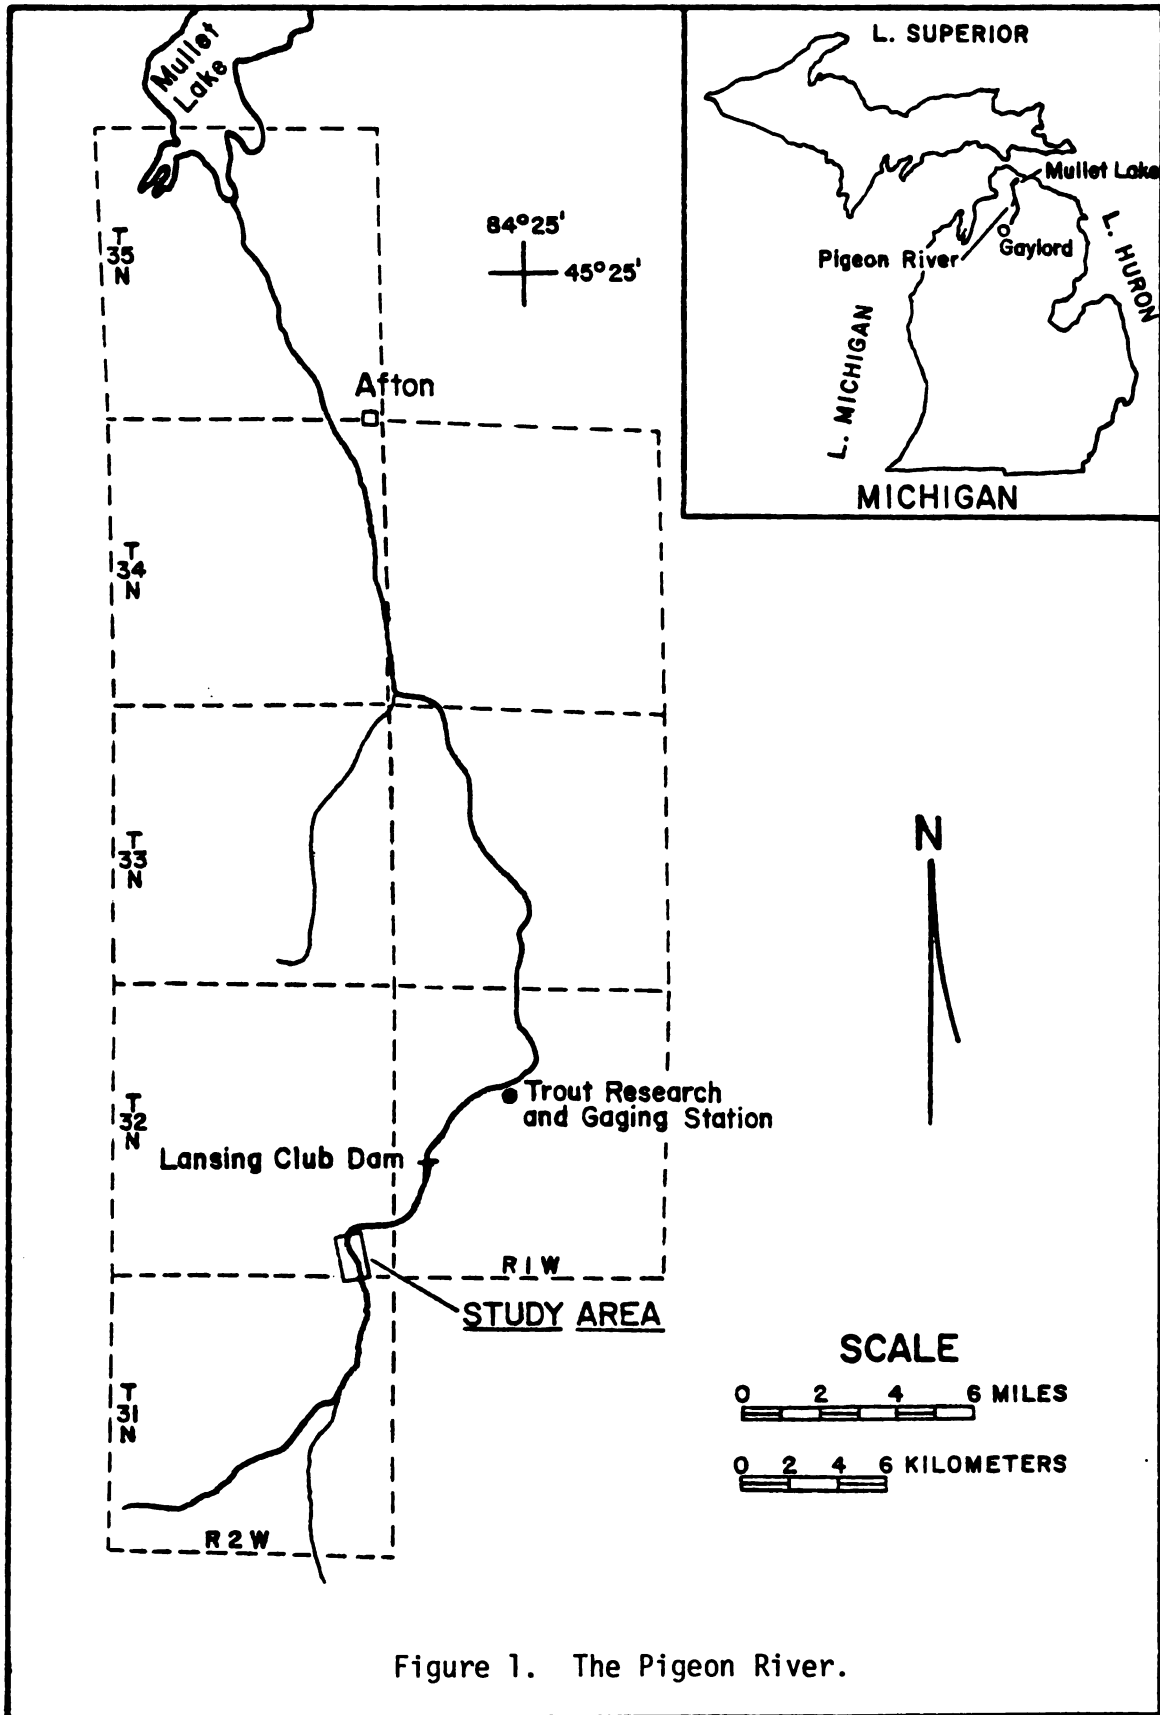 Mullet
Lake
L. SUPERIOR
Mullet Lake
Gaylord
Pigeon River
L. HURON
L. MICHIGAN
MICHIGAN
84°25'
45°25'
T
35
N
Afton
T
34
N
T
33
N
N
T
32
N
Trout Research
and Gaging Station
Lansing Club Dam
R I W
STUDY AREA
T
31
N
R 2 W
SCALE
0 2 4 6 MILES
0 2 4 6 KILOMETERS
Figure 1. The Pigeon River.